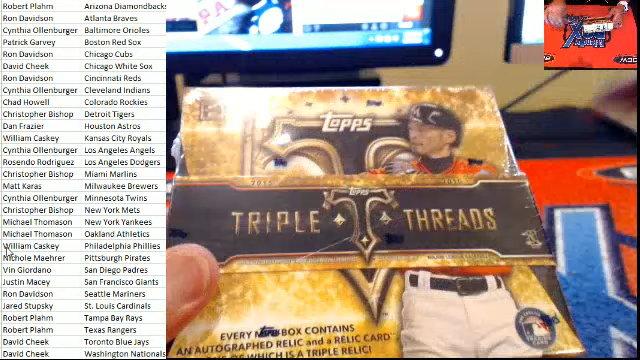 Robert Plahm Arizona Diamondbacks
Ron Davidson Atlanta Braves
Cynthia Ollenburger Baltimore Orioles
Patrick Garvey Boston Red Sox
Ron Davidson Chicago Cubs
David Cheek Chicago White Sox
Ron Davidson Cincinnati Reds
Cynthia Ollenburger Cleveland Indians
Chad Howell Colorado Rockies
Christopher Bishop Detroit Tigers
Dan Frazier Houston Astros
William Caskey Kansas City Royals
Cynthia Ollenburger Los Angeles Angels
Rosendo Rodriguez Los Angeles Dodgers
Christopher Bishop Miami Marlins
Matt Karas Milwaukee Brewers
Cynthia Ollenburger Minnesota Twins
Christopher Bishop New York Mets
Michael Thomason New York Yankees
Michael Thomason Oakland Athletics
William Caskey Philadelphia Phillies
Nichole Maehrer Pittsburgh Pirates
Vin Giordano San Diego Padres
Justin Macey San Francisco Giants
Ron Davidson Seattle Mariners
Jared Stupsky St. Louis Cardinals
Robert Plahm Tampa Bay Rays
Robert Plahm Texas Rangers
David Cheek Toronto Blue Jays
David Cheek Washington Nationals
TOPPS
2015
TOPPS
TRIPLE THREADS
EVERY BOX CONTAINS
AN AUTOGRAPHED RELIC and a RELIC CARD
OF WHICH IS A TRIPLE RELIC!